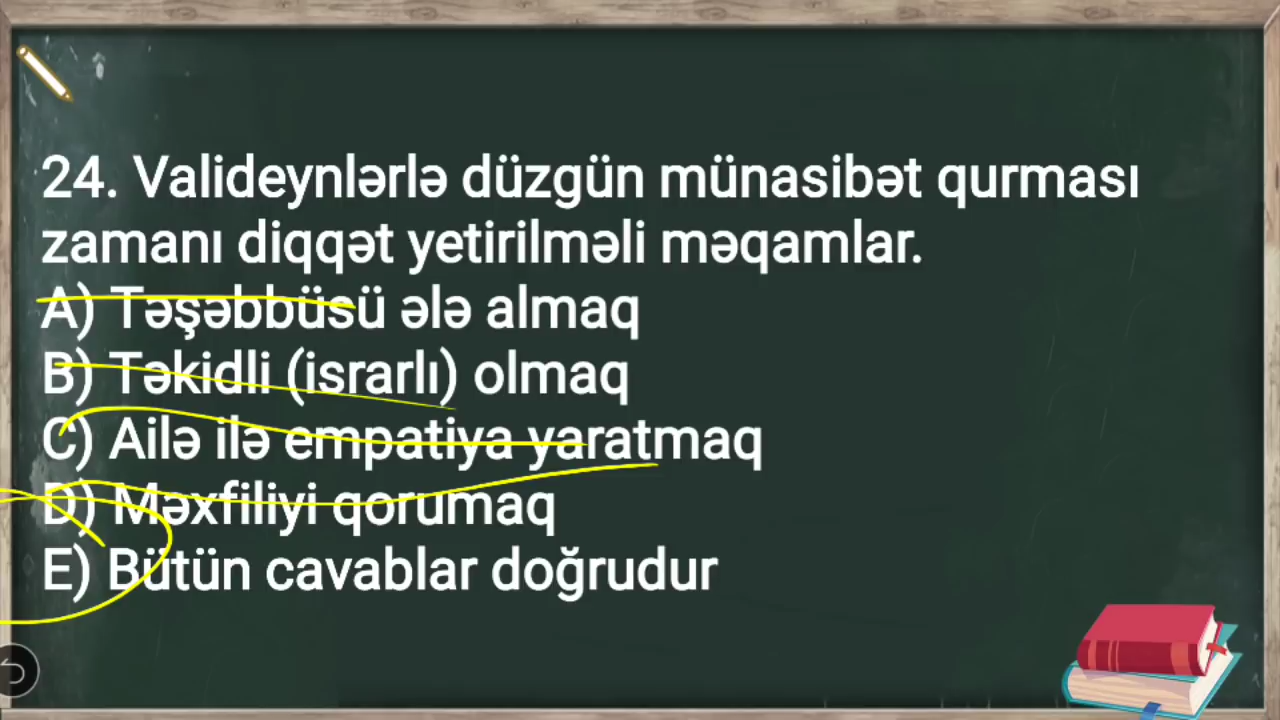 24. Valideynlərlə düzgün münasibət qurması
zamanı diqqət yetirilməli məqamlar.
A) Təşəbbüsü ələ almaq
B) Təkidli (israrlı) olmaq
C) Ailə ilə empatiya yaratmaq
D) Məxfiliyi qorumaq
E) Bütün cavablar doğrudur